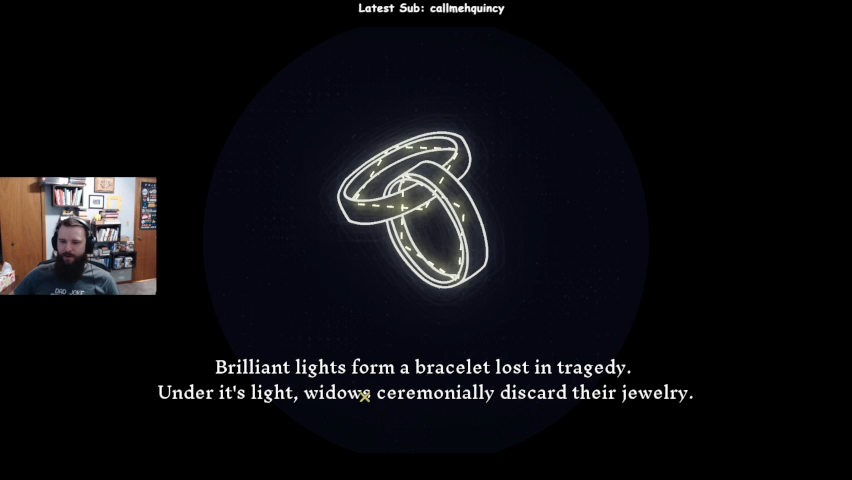 Latest Sub: callmehquincy
Brilliant lights form a bracelet lost in tragedy.
Under it's light, widows ceremonially discard their jewelry.